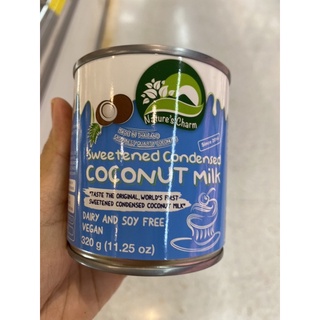 Nature's Charm
Sweetened Condensed
COCONUT Milk
"TASTE THE ORIGINAL, WORLD'S FIRST
SWEETENED CONDENSED COCONUT MILK"
DAIRY AND SOY FREE
VEGAN
320 g (11.25 oz)